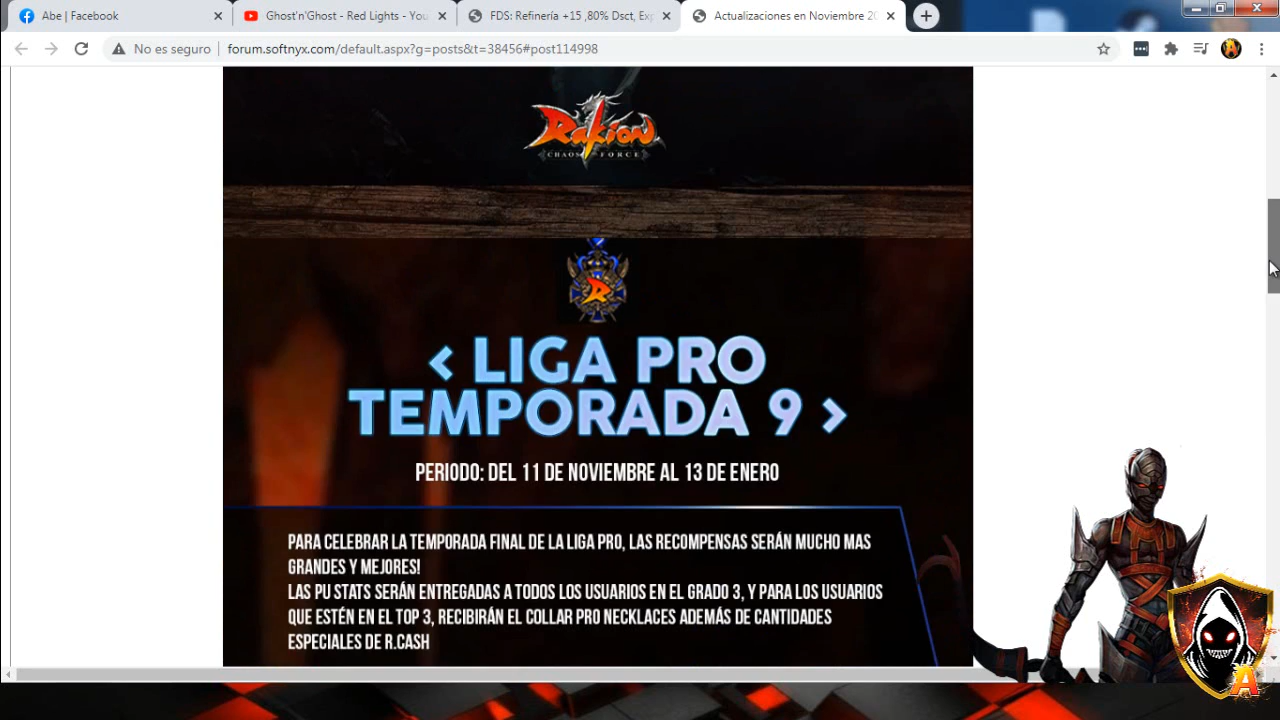 Abe | Facebook
Ghost'n'Ghost - Red Lights - You
FDS: Refinería +15 ,80% Dsct, Exp
Actualizaciones en Noviembre 20
No es seguro
forum.softnyx.com/default.aspx?g=posts&t=38456#post114998
Rakion
CHAOS FORCE
R
< LIGA PRO
TEMPORADA 9 >
PERIODO: DEL 11 DE NOVIEMBRE AL 13 DE ENERO
PARA CELEBRAR LA TEMPORADA FINAL DE LA LIGA PRO, LAS RECOMPENSAS SERÁN MUCHO MAS
GRANDES Y MEJORES!
LAS PU STATS SERÁN ENTREGADAS A TODOS LOS USUARIOS EN EL GRADO 3, Y PARA LOS USUARIOS
QUE ESTÉN EN EL TOP 3, RECIBIRÁN EL COLLAR PRO NECKLACES ADEMÁS DE CANTIDADES
ESPECIALES DE R.CASH
A